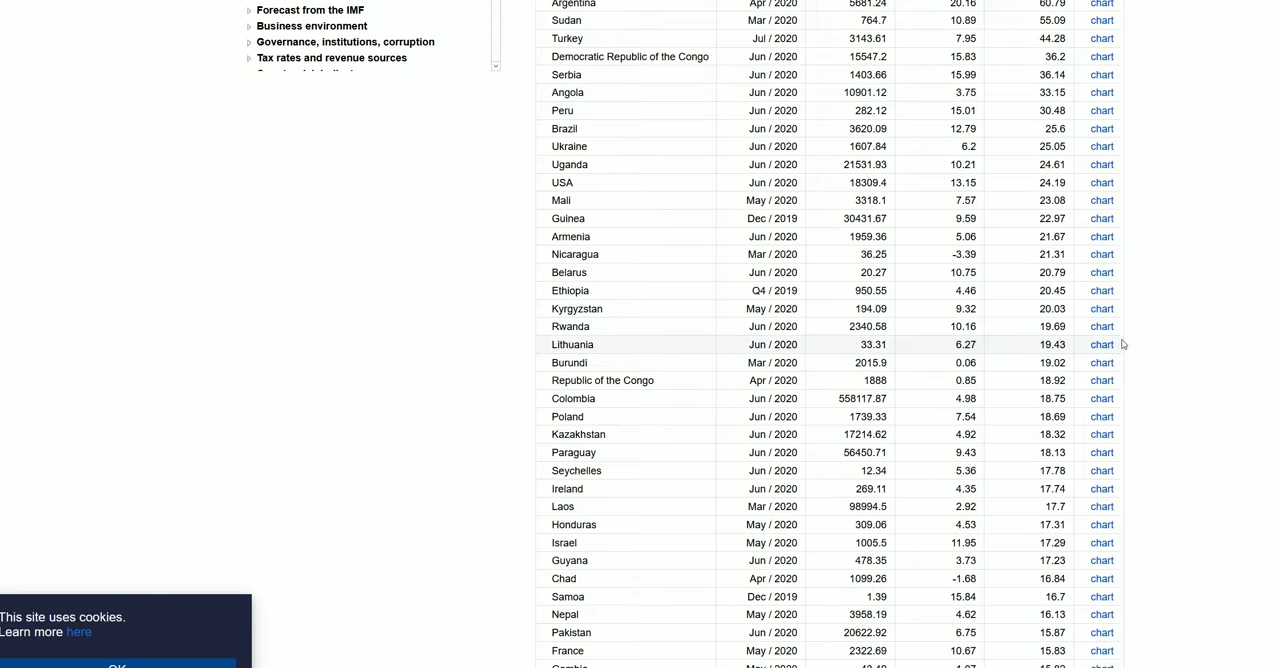 Forecast from the IMF
Business environment
Governance, institutions, corruption
Tax rates and revenue sources
Argentina Apr / 2020 5681.24 20.16 60.79 chart
Sudan Mar / 2020 764.7 10.89 55.09 chart
Turkey Jul / 2020 3143.61 7.95 44.28 chart
Democratic Republic of the Congo Jun / 2020 15547.2 15.83 36.2 chart
Serbia Jun / 2020 1403.66 15.99 36.14 chart
Angola Jun / 2020 10901.12 3.75 33.15 chart
Peru Jun / 2020 282.12 15.01 30.48 chart
Brazil Jun / 2020 3620.09 12.79 25.6 chart
Ukraine Jun / 2020 1607.84 6.2 25.05 chart
Uganda Jun / 2020 21531.93 10.21 24.61 chart
USA Jun / 2020 18309.4 13.15 24.19 chart
Mali May / 2020 3318.1 7.57 23.08 chart
Guinea Dec / 2019 30431.67 9.59 22.97 chart
Armenia Jun / 2020 1959.36 5.06 21.67 chart
Nicaragua Mar / 2020 36.25 -3.39 21.31 chart
Belarus Jun / 2020 20.27 10.75 20.79 chart
Ethiopia Q4 / 2019 950.55 4.46 20.45 chart
Kyrgyzstan May / 2020 194.09 9.32 20.03 chart
Rwanda Jun / 2020 2340.58 10.16 19.69 chart
Lithuania Jun / 2020 33.31 6.27 19.43 chart
Burundi Mar / 2020 2015.9 0.06 19.02 chart
Republic of the Congo Apr / 2020 1888 0.85 18.92 chart
Colombia Jun / 2020 558117.87 4.98 18.75 chart
Poland Jun / 2020 1739.33 7.54 18.69 chart
Kazakhstan Jun / 2020 17214.62 4.92 18.32 chart
Paraguay Jun / 2020 56450.71 9.43 18.13 chart
Seychelles Jun / 2020 12.34 5.36 17.78 chart
Ireland Jun / 2020 269.11 4.35 17.74 chart
Laos Mar / 2020 98994.5 2.92 17.7 chart
Honduras May / 2020 309.06 4.53 17.31 chart
Israel May / 2020 1005.5 11.95 17.29 chart
Guyana Jun / 2020 478.35 3.73 17.23 chart
Chad Apr / 2020 1099.26 -1.68 16.84 chart
Samoa Dec / 2019 1.39 15.84 16.7 chart
Nepal May / 2020 3958.19 4.62 16.13 chart
Pakistan Jun / 2020 20622.92 6.75 15.87 chart
France May / 2020 2322.69 10.67 15.83 chart
This site uses cookies.
Learn more here
OK